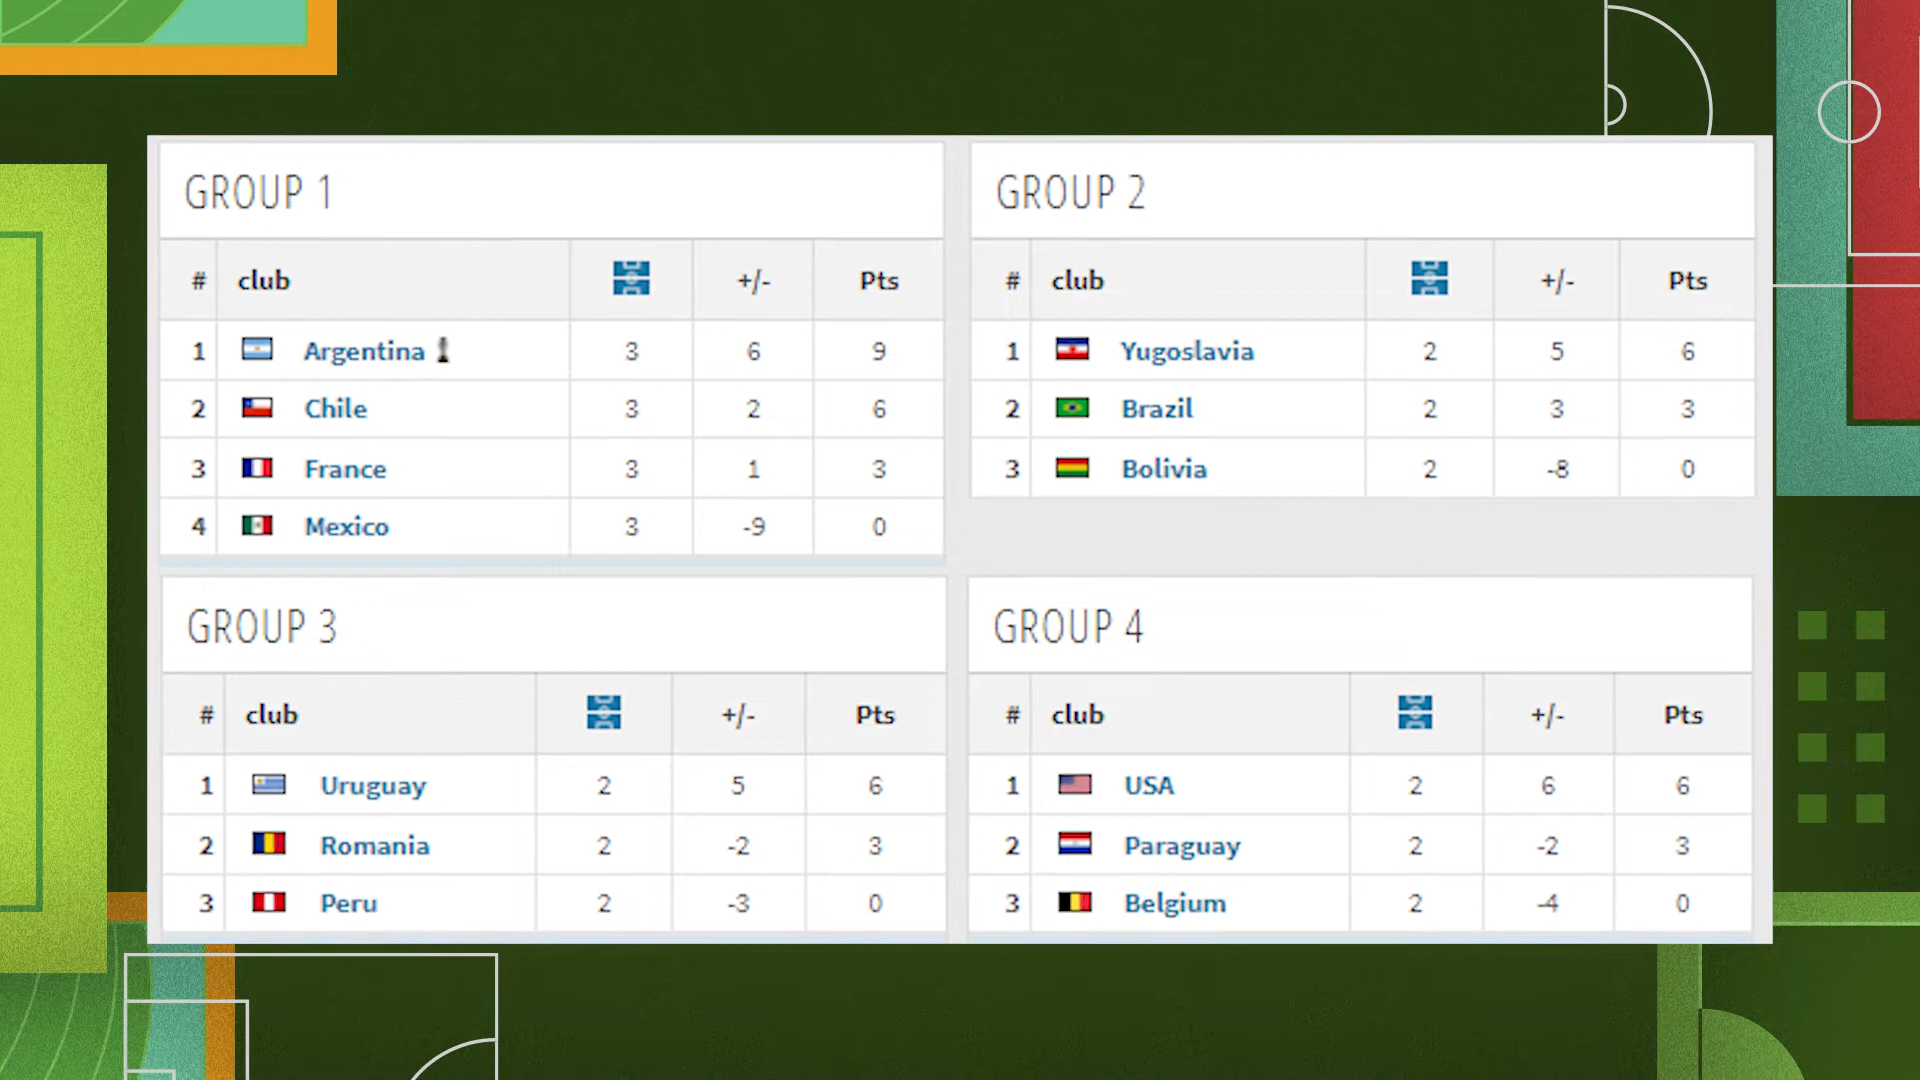 GROUP 1
# club +/- Pts
1 Argentina 3 6 9
2 Chile 3 2 6
3 France 3 1 3
4 Mexico 3 -9 0
GROUP 2
# club +/- Pts
1 Yugoslavia 2 5 6
2 Brazil 2 3 3
3 Bolivia 2 -8 0
GROUP 3
# club +/- Pts
1 Uruguay 2 5 6
2 Romania 2 -2 3
3 Peru 2 -3 0
GROUP 4
# club +/- Pts
1 USA 2 6 6
2 Paraguay 2 -2 3
3 Belgium 2 -4 0